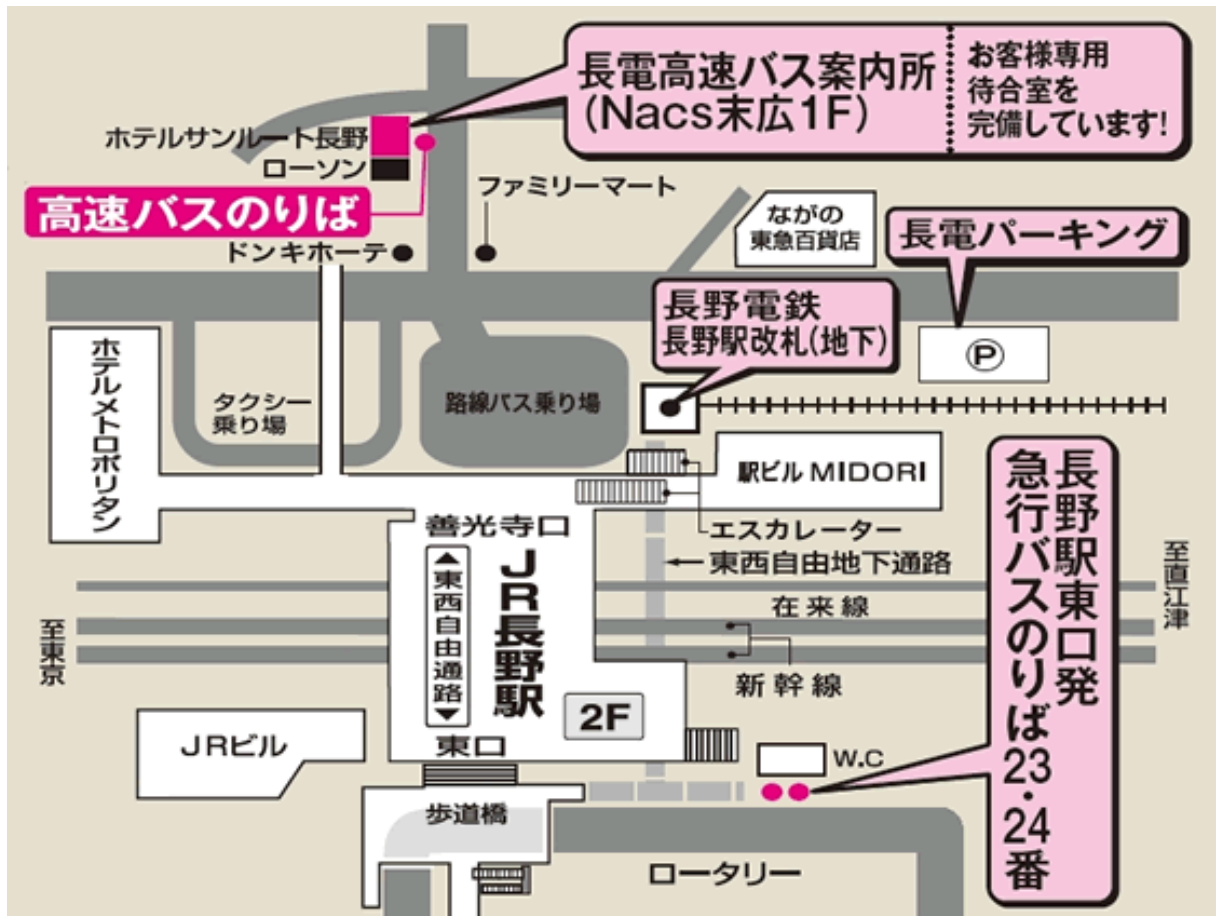 長電高速バス案内所
(Nacs末広1F)
お客様専用
待合室を
完備しています!
ホテルサンルート長野
ローソン
高速バスのりば
ファミリーマート
ドンキホーテ
ながの
東急百貨店
長電パーキング
長野電鉄
長野駅改札(地下)
P
ホテルメトロポリタン
タクシー
乗り場
路線バス乗り場
駅ビル MIDORI
エスカレーター
東西自由地下通路
善光寺口
JR長野駅
▲東西自由通路▼
2F
東口
在来線
新幹線
至東京
至直江津
長野駅東口発
急行バスのりば23・24番
JRビル
W.C
歩道橋
ロータリー